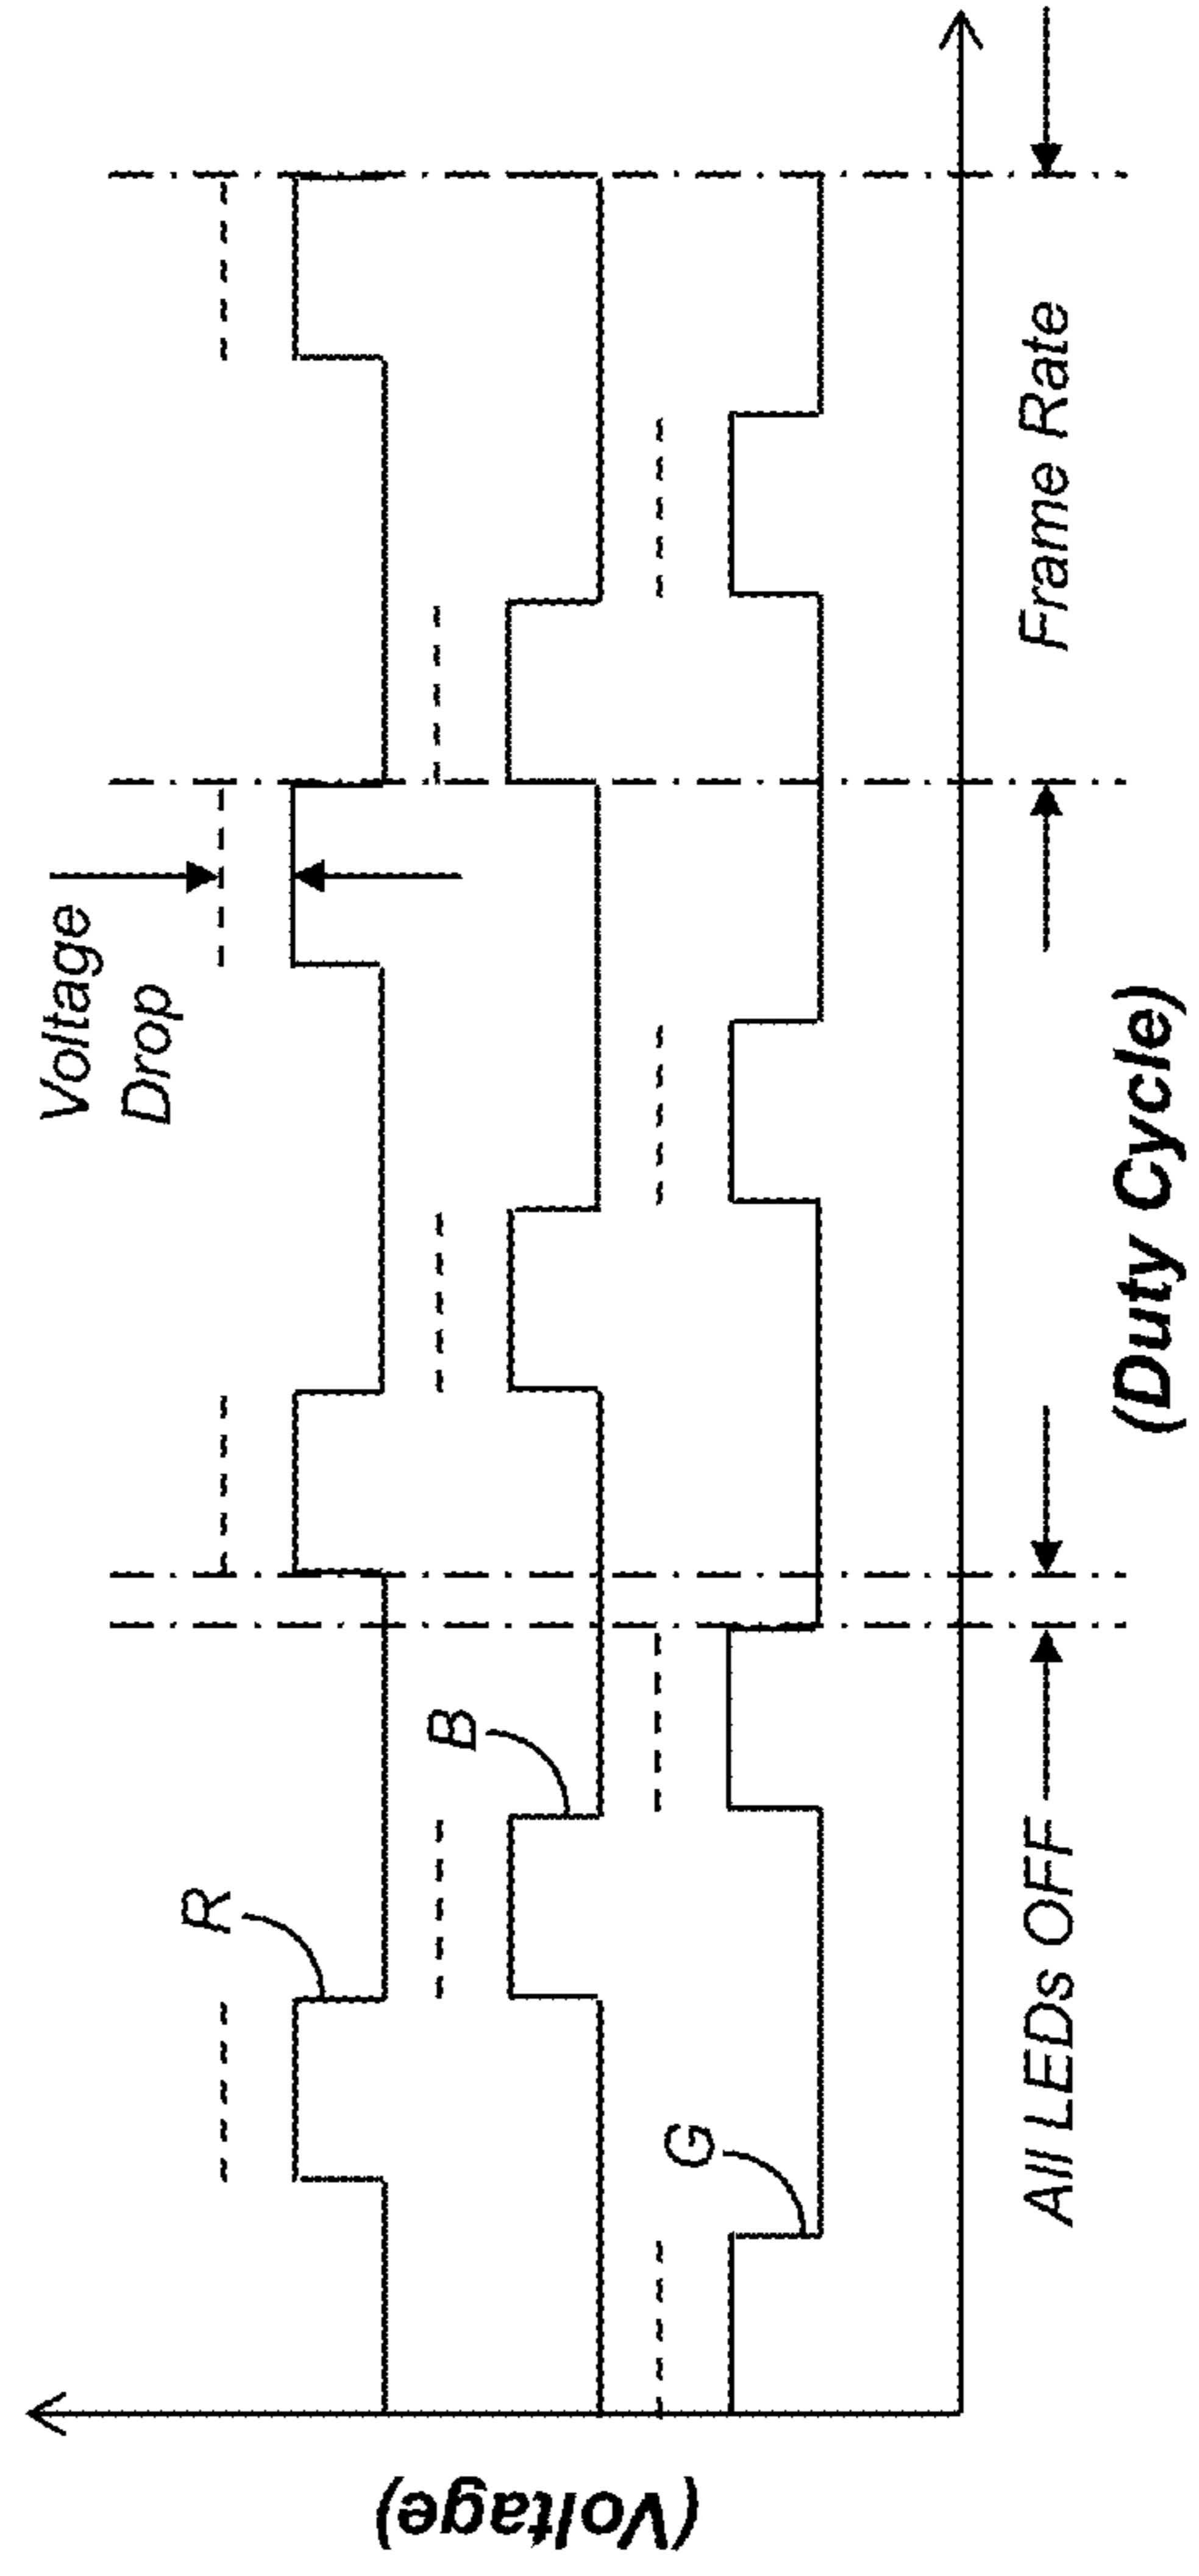 (Voltage)
R
B
G
Voltage
Drop
All LEDs OFF
Frame Rate
(Duty Cycle)